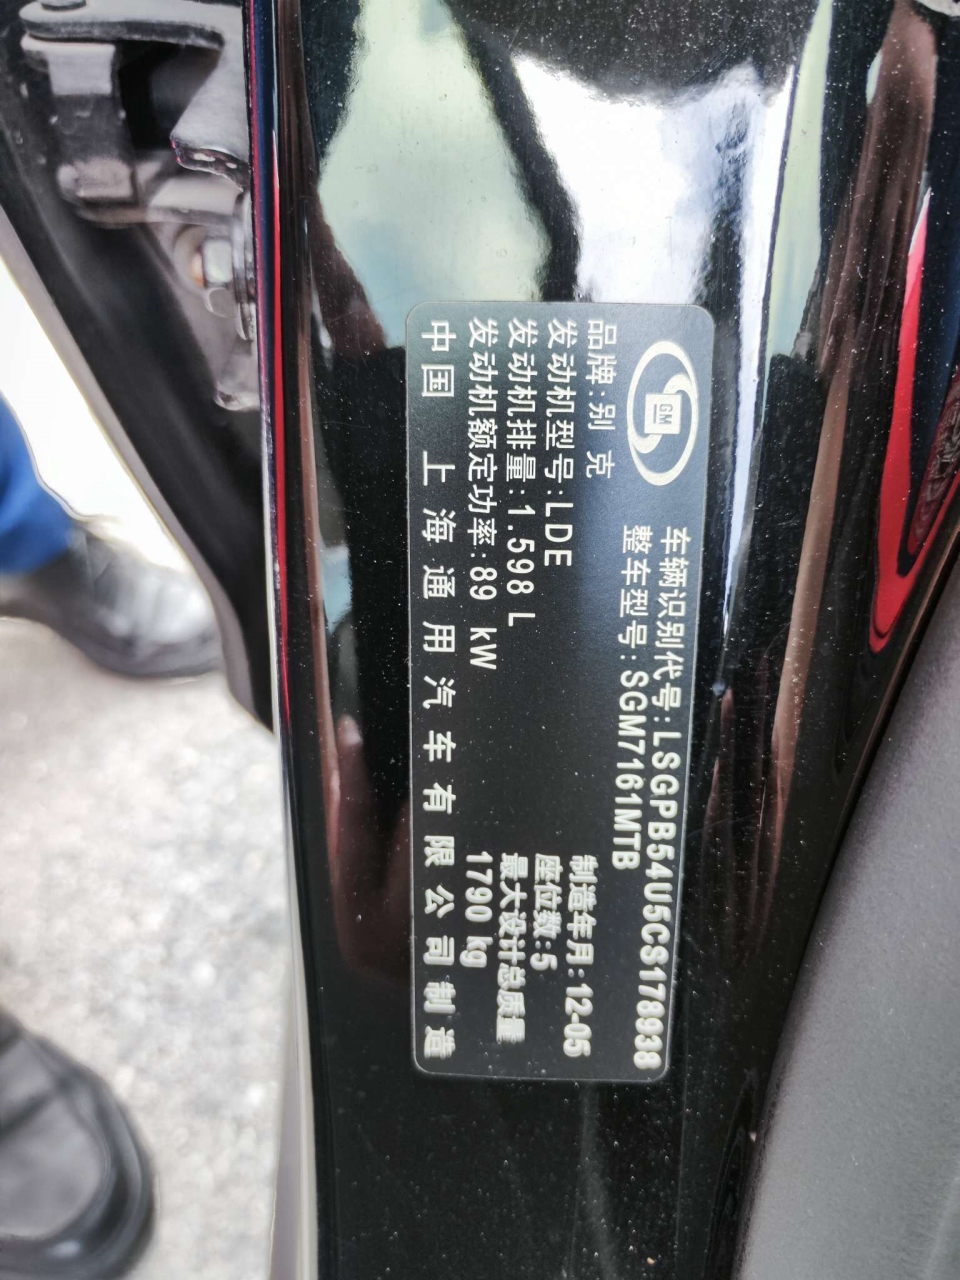 GM
车辆识别代号:LSGPB54U5CS178938
整车型号:SGM7161MTB
品牌:别 克
发动机型号:LDE
发动机排量:1.598 L
发动机额定功率:89 kW
制造年月:12-05
座位数:5
最大设计总质量
1790 kg
中国 上海通用汽车有限公司制造